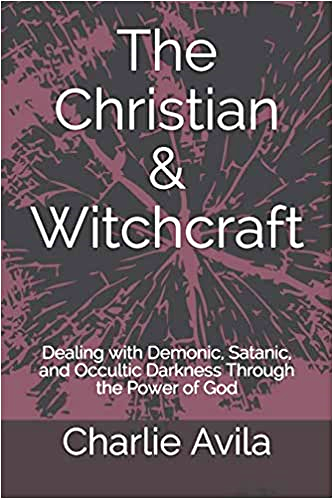 The
Christian
&
Witchcraft
Dealing with Demonic, Satanic,
and Occultic Darkness Through
the Power of God
Charlie Avila